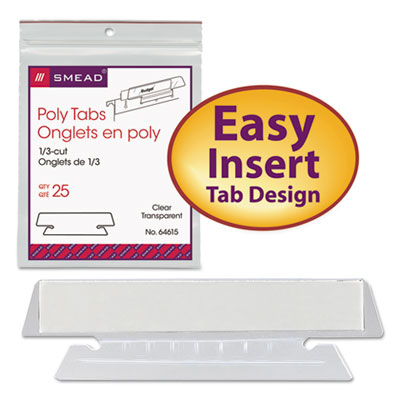 SMEAD®
Budget
Poly Tabs
Onglets en poly
1/3-cut
Onglets de 1/3
QTY
QTÉ 25
Clear
Transparent
No. 64615
Easy
Insert
Tab Design